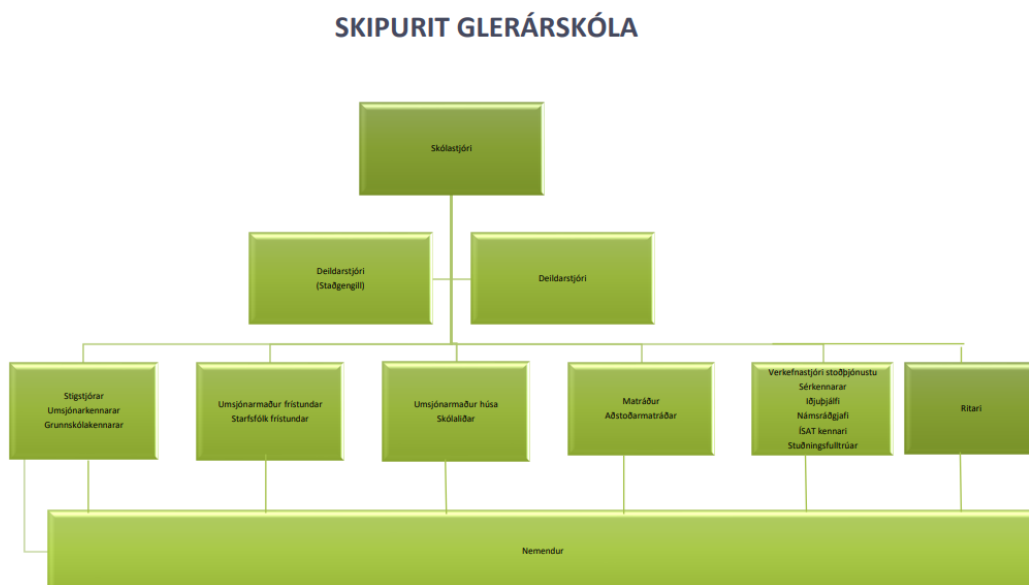 SKIPURIT GLERÁRSKÓLA
Skólastjóri
Deildarstjóri
(Staðgengill)
Deildarstjóri
Stigstjórar
Umsjónarkennarar
Grunnskólakennarar
Umsjónarmaður frístundar
Starfsfólk frístundar
Umsjónarmaður húsa
Skólaliðar
Matráður
Aðstoðarmatráðar
Verkefnastjóri stoðþjónustu
Sérkennarar
Iðjuþjálfi
Námsráðgjafi
ÍSAT kennari
Stuðningsfulltrúar
Ritari
Nemendur